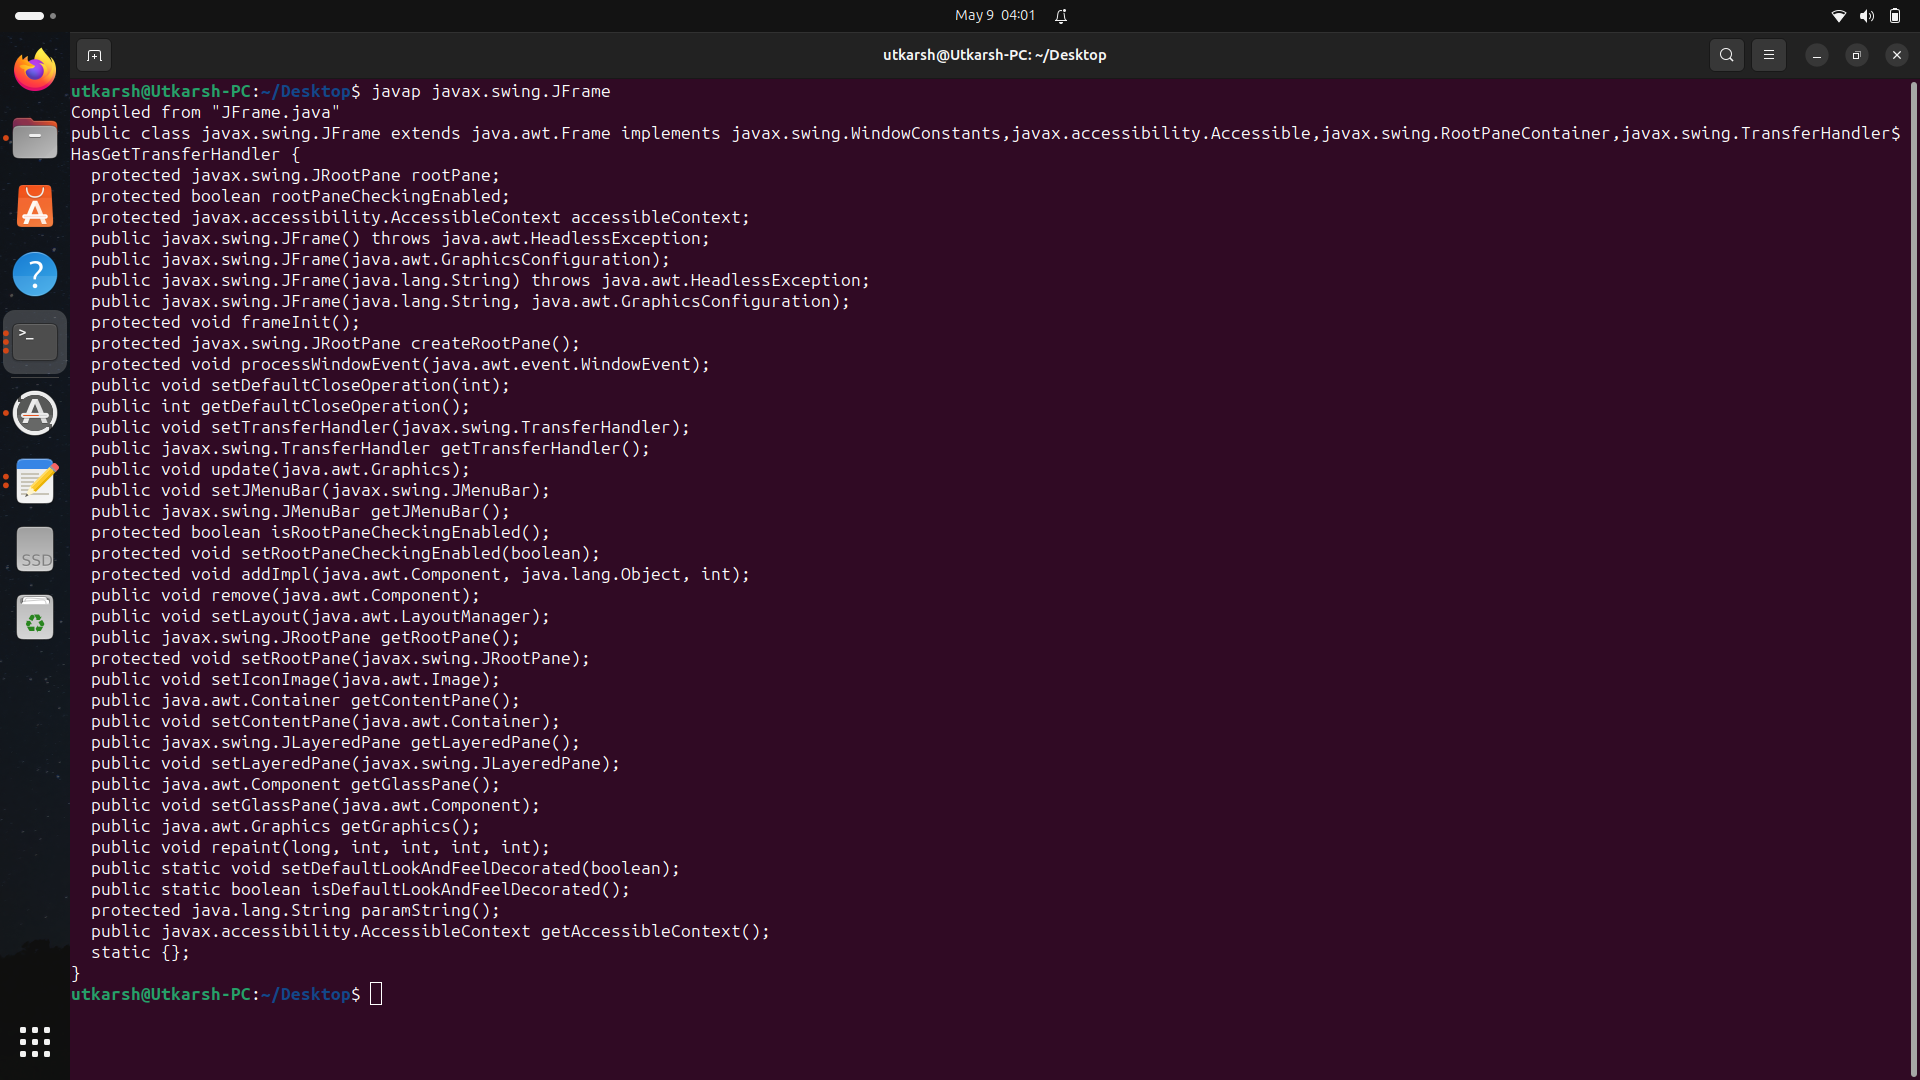 May 9 04:01
utkarsh@Utkarsh-PC: ~/Desktop
utkarsh@Utkarsh-PC:~/Desktop$ javap javax.swing.JFrame
Compiled from "JFrame.java"
public class javax.swing.JFrame extends java.awt.Frame implements javax.swing.WindowConstants,javax.accessibility.Accessible,javax.swing.RootPaneContainer,javax.swing.TransferHandler$
HasGetTransferHandler {
  protected javax.swing.JRootPane rootPane;
  protected boolean rootPaneCheckingEnabled;
  protected javax.accessibility.AccessibleContext accessibleContext;
  public javax.swing.JFrame() throws java.awt.HeadlessException;
  public javax.swing.JFrame(java.awt.GraphicsConfiguration);
  public javax.swing.JFrame(java.lang.String) throws java.awt.HeadlessException;
  public javax.swing.JFrame(java.lang.String, java.awt.GraphicsConfiguration);
  protected void frameInit();
  protected javax.swing.JRootPane createRootPane();
  protected void processWindowEvent(java.awt.event.WindowEvent);
  public void setDefaultCloseOperation(int);
  public int getDefaultCloseOperation();
  public void setTransferHandler(javax.swing.TransferHandler);
  public javax.swing.TransferHandler getTransferHandler();
  public void update(java.awt.Graphics);
  public void setJMenuBar(javax.swing.JMenuBar);
  public javax.swing.JMenuBar getJMenuBar();
  protected boolean isRootPaneCheckingEnabled();
  protected void setRootPaneCheckingEnabled(boolean);
  protected void addImpl(java.awt.Component, java.lang.Object, int);
  public void remove(java.awt.Component);
  public void setLayout(java.awt.LayoutManager);
  public javax.swing.JRootPane getRootPane();
  protected void setRootPane(javax.swing.JRootPane);
  public void setIconImage(java.awt.Image);
  public java.awt.Container getContentPane();
  public void setContentPane(java.awt.Container);
  public javax.swing.JLayeredPane getLayeredPane();
  public void setLayeredPane(javax.swing.JLayeredPane);
  public java.awt.Component getGlassPane();
  public void setGlassPane(java.awt.Component);
  public java.awt.Graphics getGraphics();
  public void repaint(long, int, int, int, int);
  public static void setDefaultLookAndFeelDecorated(boolean);
  public static boolean isDefaultLookAndFeelDecorated();
  protected java.lang.String paramString();
  public javax.accessibility.AccessibleContext getAccessibleContext();
  static {};
}
utkarsh@Utkarsh-PC:~/Desktop$
SSD